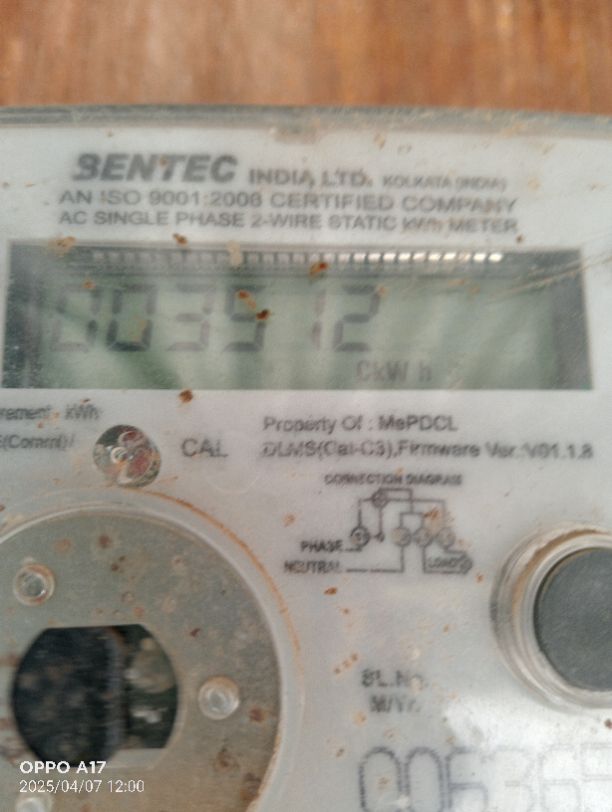 SENTEC INDIA LTD. KOLKATA (INDIA)
AN ISO 9001:2008 CERTIFIED COMPANY
AC SINGLE PHASE 2-WIRE STATIC kWh METER
003512
CkWh
kWh
Property Of : MePDCL
CAL
DLMS(Cat-C3),Firmware Ver.:V01.1.8
CONNECTION DIAGRAM
PHASE
NEUTRAL
LOAD
SL.No.
M/Yr.
OPPO A17
2025/04/07 12:00